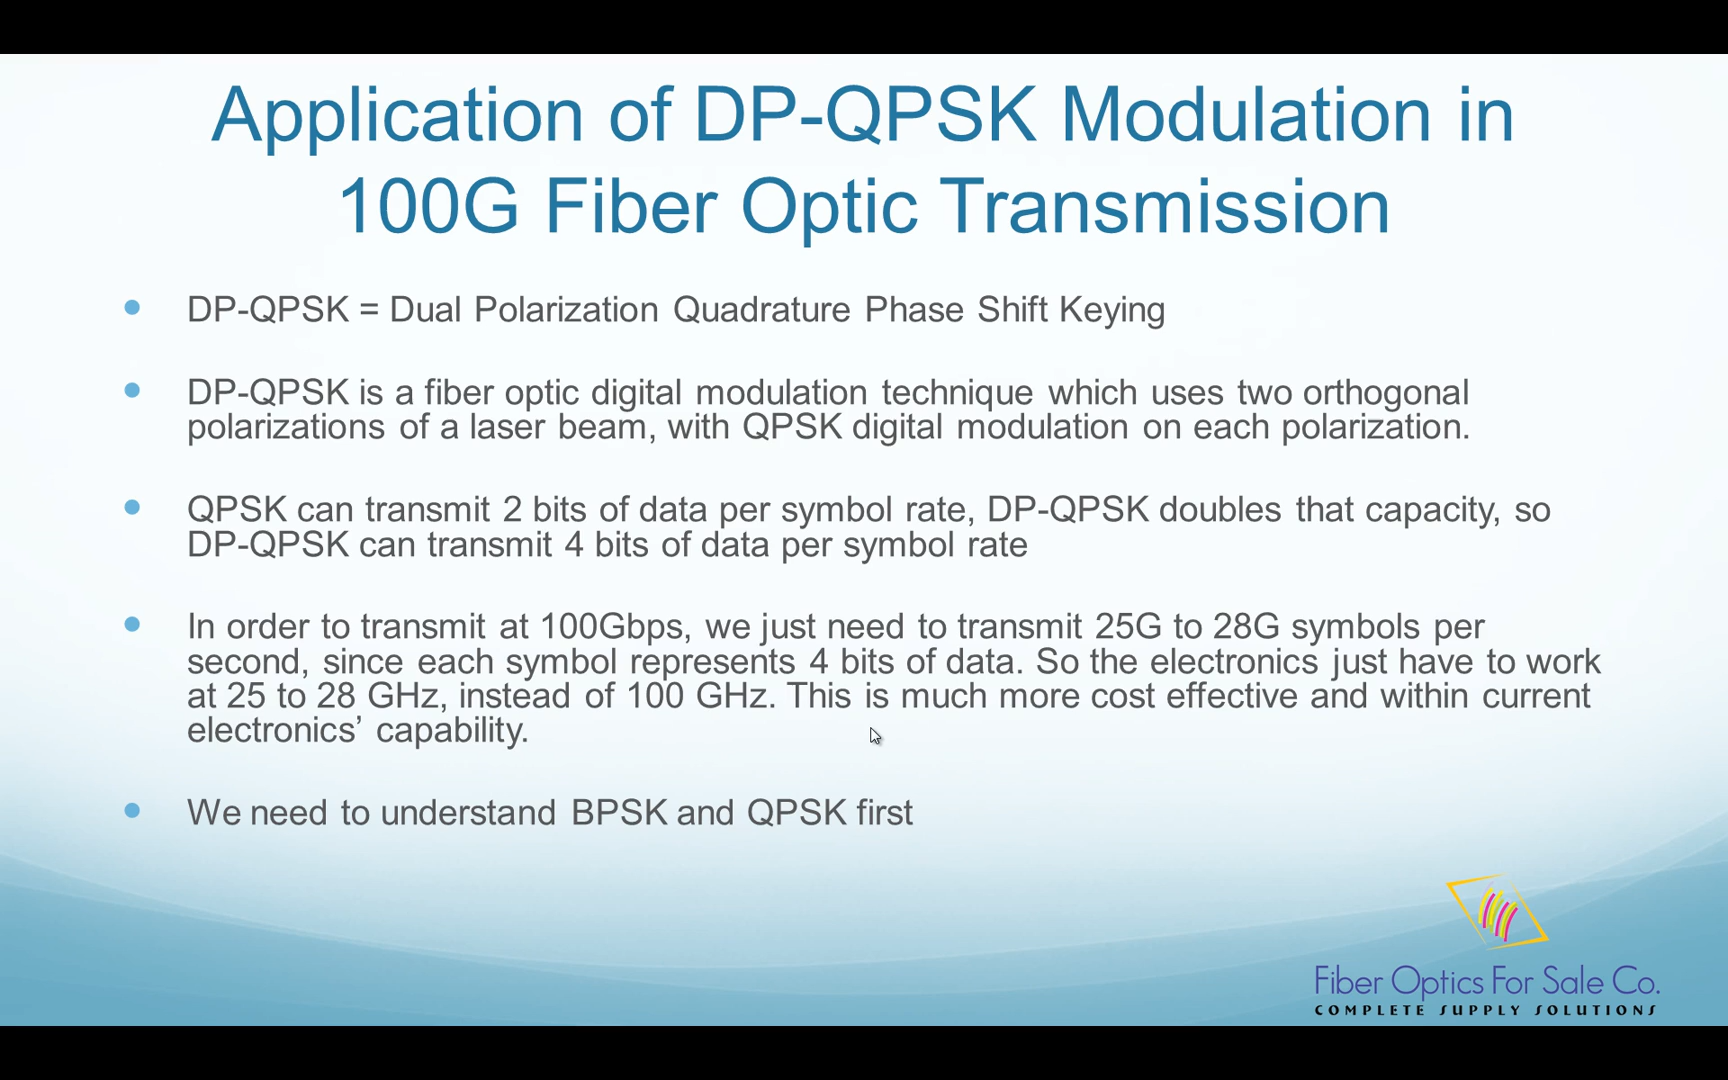 Application of DP-QPSK Modulation in
100G Fiber Optic Transmission
DP-QPSK = Dual Polarization Quadrature Phase Shift Keying
DP-QPSK is a fiber optic digital modulation technique which uses two orthogonal
polarizations of a laser beam, with QPSK digital modulation on each polarization.
QPSK can transmit 2 bits of data per symbol rate, DP-QPSK doubles that capacity, so
DP-QPSK can transmit 4 bits of data per symbol rate
In order to transmit at 100Gbps, we just need to transmit 25G to 28G symbols per
second, since each symbol represents 4 bits of data. So the electronics just have to work
at 25 to 28 GHz, instead of 100 GHz. This is much more cost effective and within current
electronics’ capability.
We need to understand BPSK and QPSK first
Fiber Optics For Sale Co.
COMPLETE SUPPLY SOLUTIONS